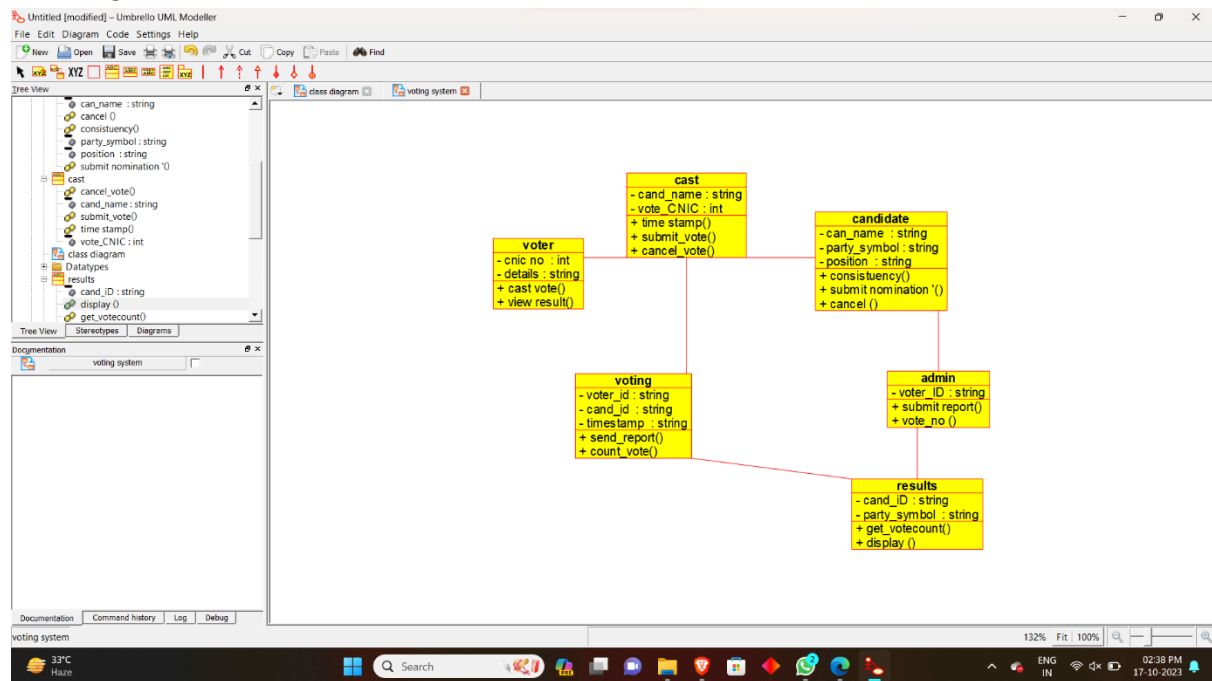 Untitled [modified] – Umbrello UML Modeller
File Edit Diagram Code Settings Help
New Open Save Cut Copy Paste Find
XYZ XYZ
Tree View
class diagram voting system
can_name : string
cancel ()
consistuency()
party_symbol : string
position : string
submit nomination '()
cast
cancel_vote()
cand_name : string
submit_vote()
time stamp()
vote_CNIC : int
class diagram
Datatypes
results
cand_iD : string
display ()
get_votecount()
Tree View Stereotypes Diagrams
Documentation
voting system
Documentation Command history Log Debug
cast
- cand_name : string
- vote_CNIC : int
+ time stamp()
+ submit_vote()
+ cancel_vote()
voter
- cnic no : int
- details : string
+ cast vote()
+ view result()
candidate
- can_name : string
- party_symbol : string
- position : string
+ consistuency()
+ submit nomination '()
+ cancel ()
voting
- voter_id : string
- cand_id : string
- timestamp : string
+ send_report()
+ count_vote()
admin
- voter_ID : string
+ submit report()
+ vote_no ()
results
- cand_iD : string
- party_symbol : string
+ get_votecount()
+ display ()
voting system
132% Fit 100%
33°C
Haze
Search
PRE
2
ENG
IN
02:38 PM
17-10-2023